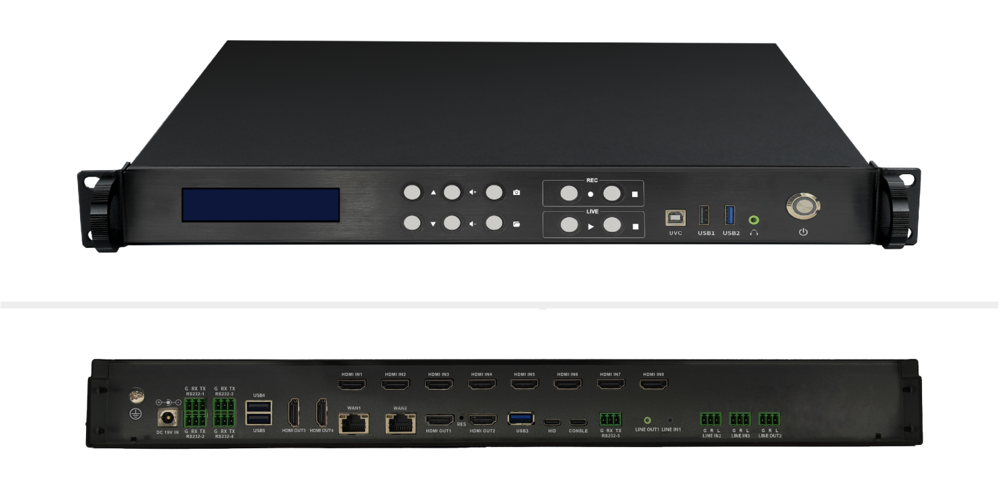 REC
LIVE
UVC
USB1
USB2
HDMI IN1
HDMI IN2
HDMI IN3
HDMI IN4
HDMI IN5
HDMI IN6
HDMI IN7
HDMI IN8
G RX TX
RS232-1
G RX TX
RS232-3
USB4
WAN1
WAN2
DC 19V IN
G RX TX
RS232-2
G RX TX
RS232-4
USB5
HDMI OUT3
HDMI OUT4
HDMI OUT1
RES
HDMI OUT2
USB3
HID
CONSLE
G RX TX
RS232-5
LINE OUT1
LINE IN1
G R L
LINE IN2
G R L
LINE IN3
G R L
LINE OUT2